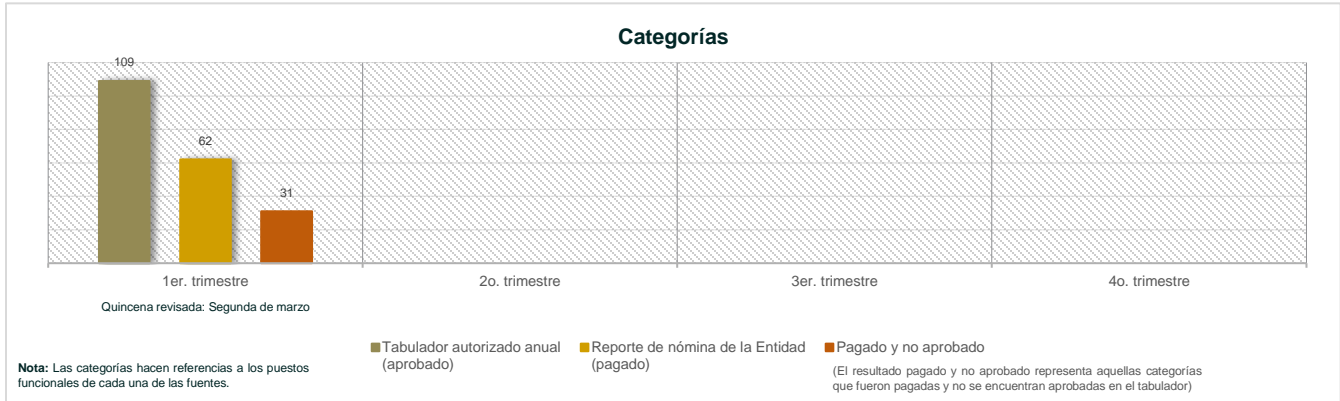 Categorías
109
62
31
1er. trimestre
2o. trimestre
3er. trimestre
4o. trimestre
Quincena revisada: Segunda de marzo
Tabulador autorizado anual
(aprobado)
Reporte de nómina de la Entidad
(pagado)
Pagado y no aprobado
(El resultado pagado y no aprobado representa aquellas categorías
que fueron pagadas y no se encuentran aprobadas en el tabulador)
Nota: Las categorías hacen referencias a los puestos
funcionales de cada una de las fuentes.